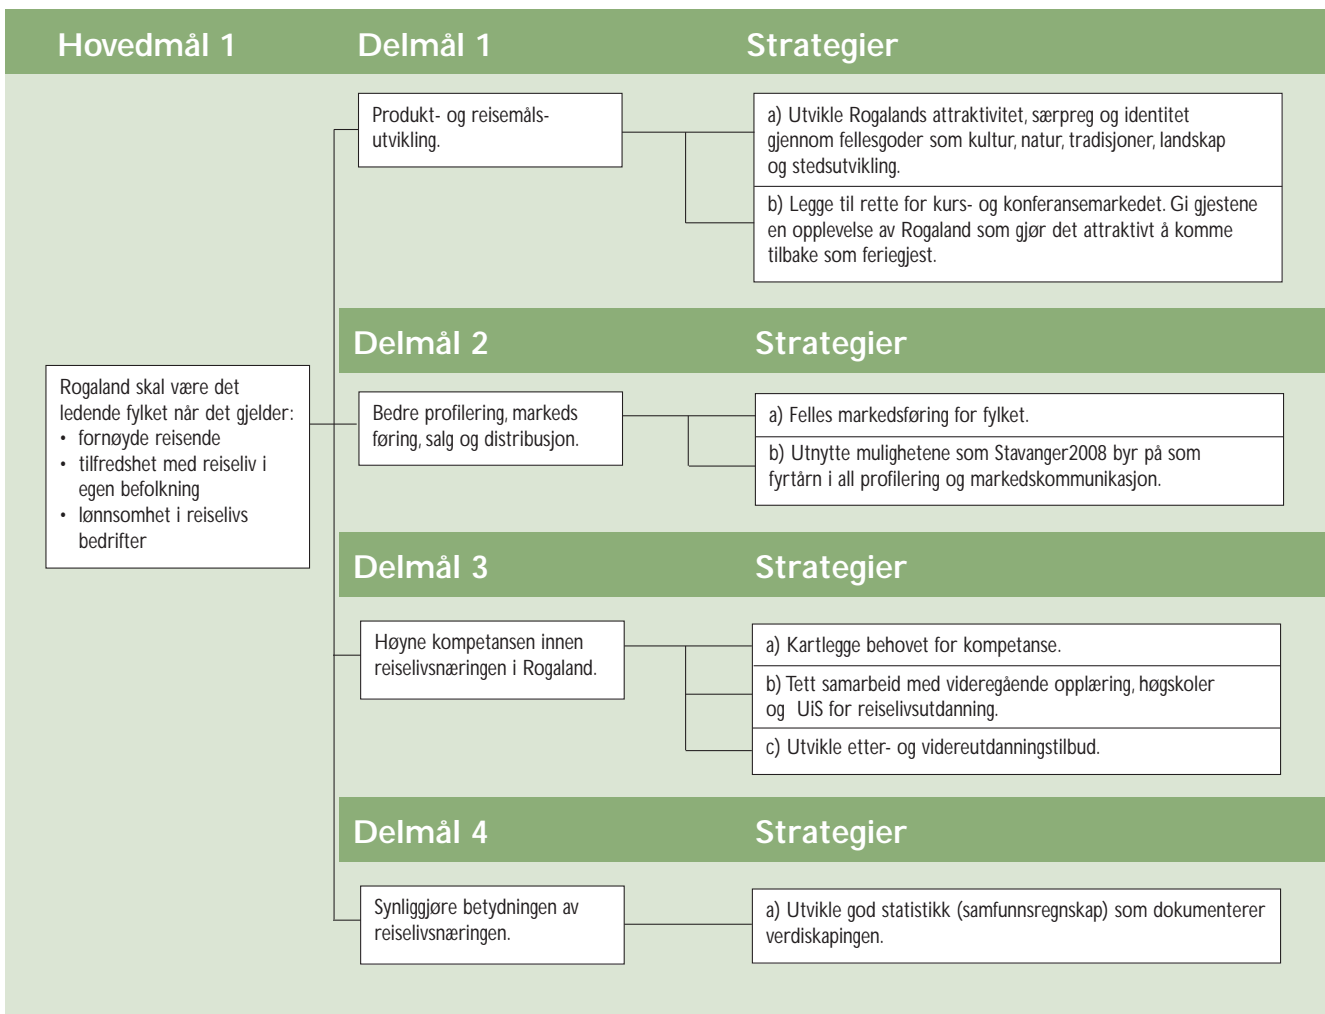 Hovedmål 1
Delmål 1
Strategier
Produkt- og reisemåls-
utvikling.
a) Utvikle Rogalands attraktivitet, særpreg og identitet
gjennom fellesgoder som kultur, natur, tradisjoner, landskap
og stedsutvikling.
b) Legge til rette for kurs- og konferansemarkedet. Gi gjestene
en opplevelse av Rogaland som gjør det attraktivt å komme
tilbake som feriegjest.
Rogaland skal være det
ledende fylket når det gjelder:
• fornøyde reisende
• tilfredshet med reiseliv i
egen befolkning
• lønnsomhet i reiselivs
bedrifter
Delmål 2
Strategier
Bedre profilering, markeds
føring, salg og distribusjon.
a) Felles markedsføring for fylket.
b) Utnytte mulighetene som Stavanger2008 byr på som
fyrtårn i all profilering og markedskommunikasjon.
Delmål 3
Strategier
Høyne kompetansen innen
reiselivsnæringen i Rogaland.
a) Kartlegge behovet for kompetanse.
b) Tett samarbeid med videregående opplæring, høgskoler
og UiS for reiselivsutdanning.
c) Utvikle etter- og videreutdanningstilbud.
Delmål 4
Strategier
Synliggjøre betydningen av
reiselivsnæringen.
a) Utvikle god statistikk (samfunnsregnskap) som dokumenterer
verdiskapingen.